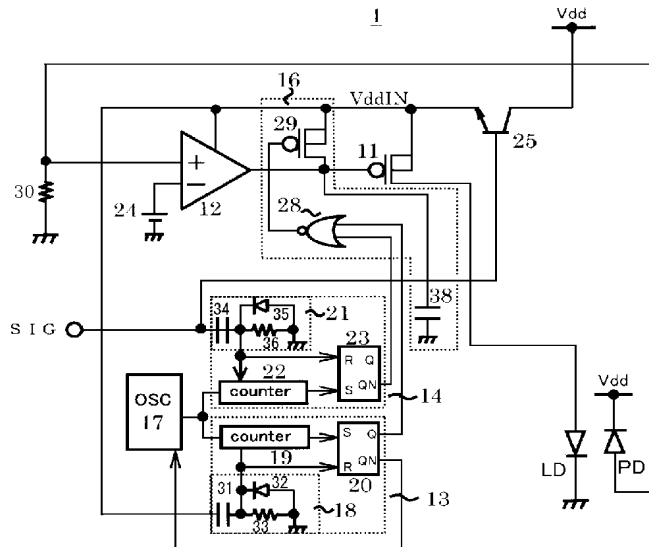 1
Vdd
16
VddIN
29
11
25
+
−
30
24
12
28
38
34
35
21
SIG
36
23
R Q
22
QN
counter
S
14
OSC
17
counter
S Q
19
QN
R
20
LD
Vdd
PD
31
32
13
18
33